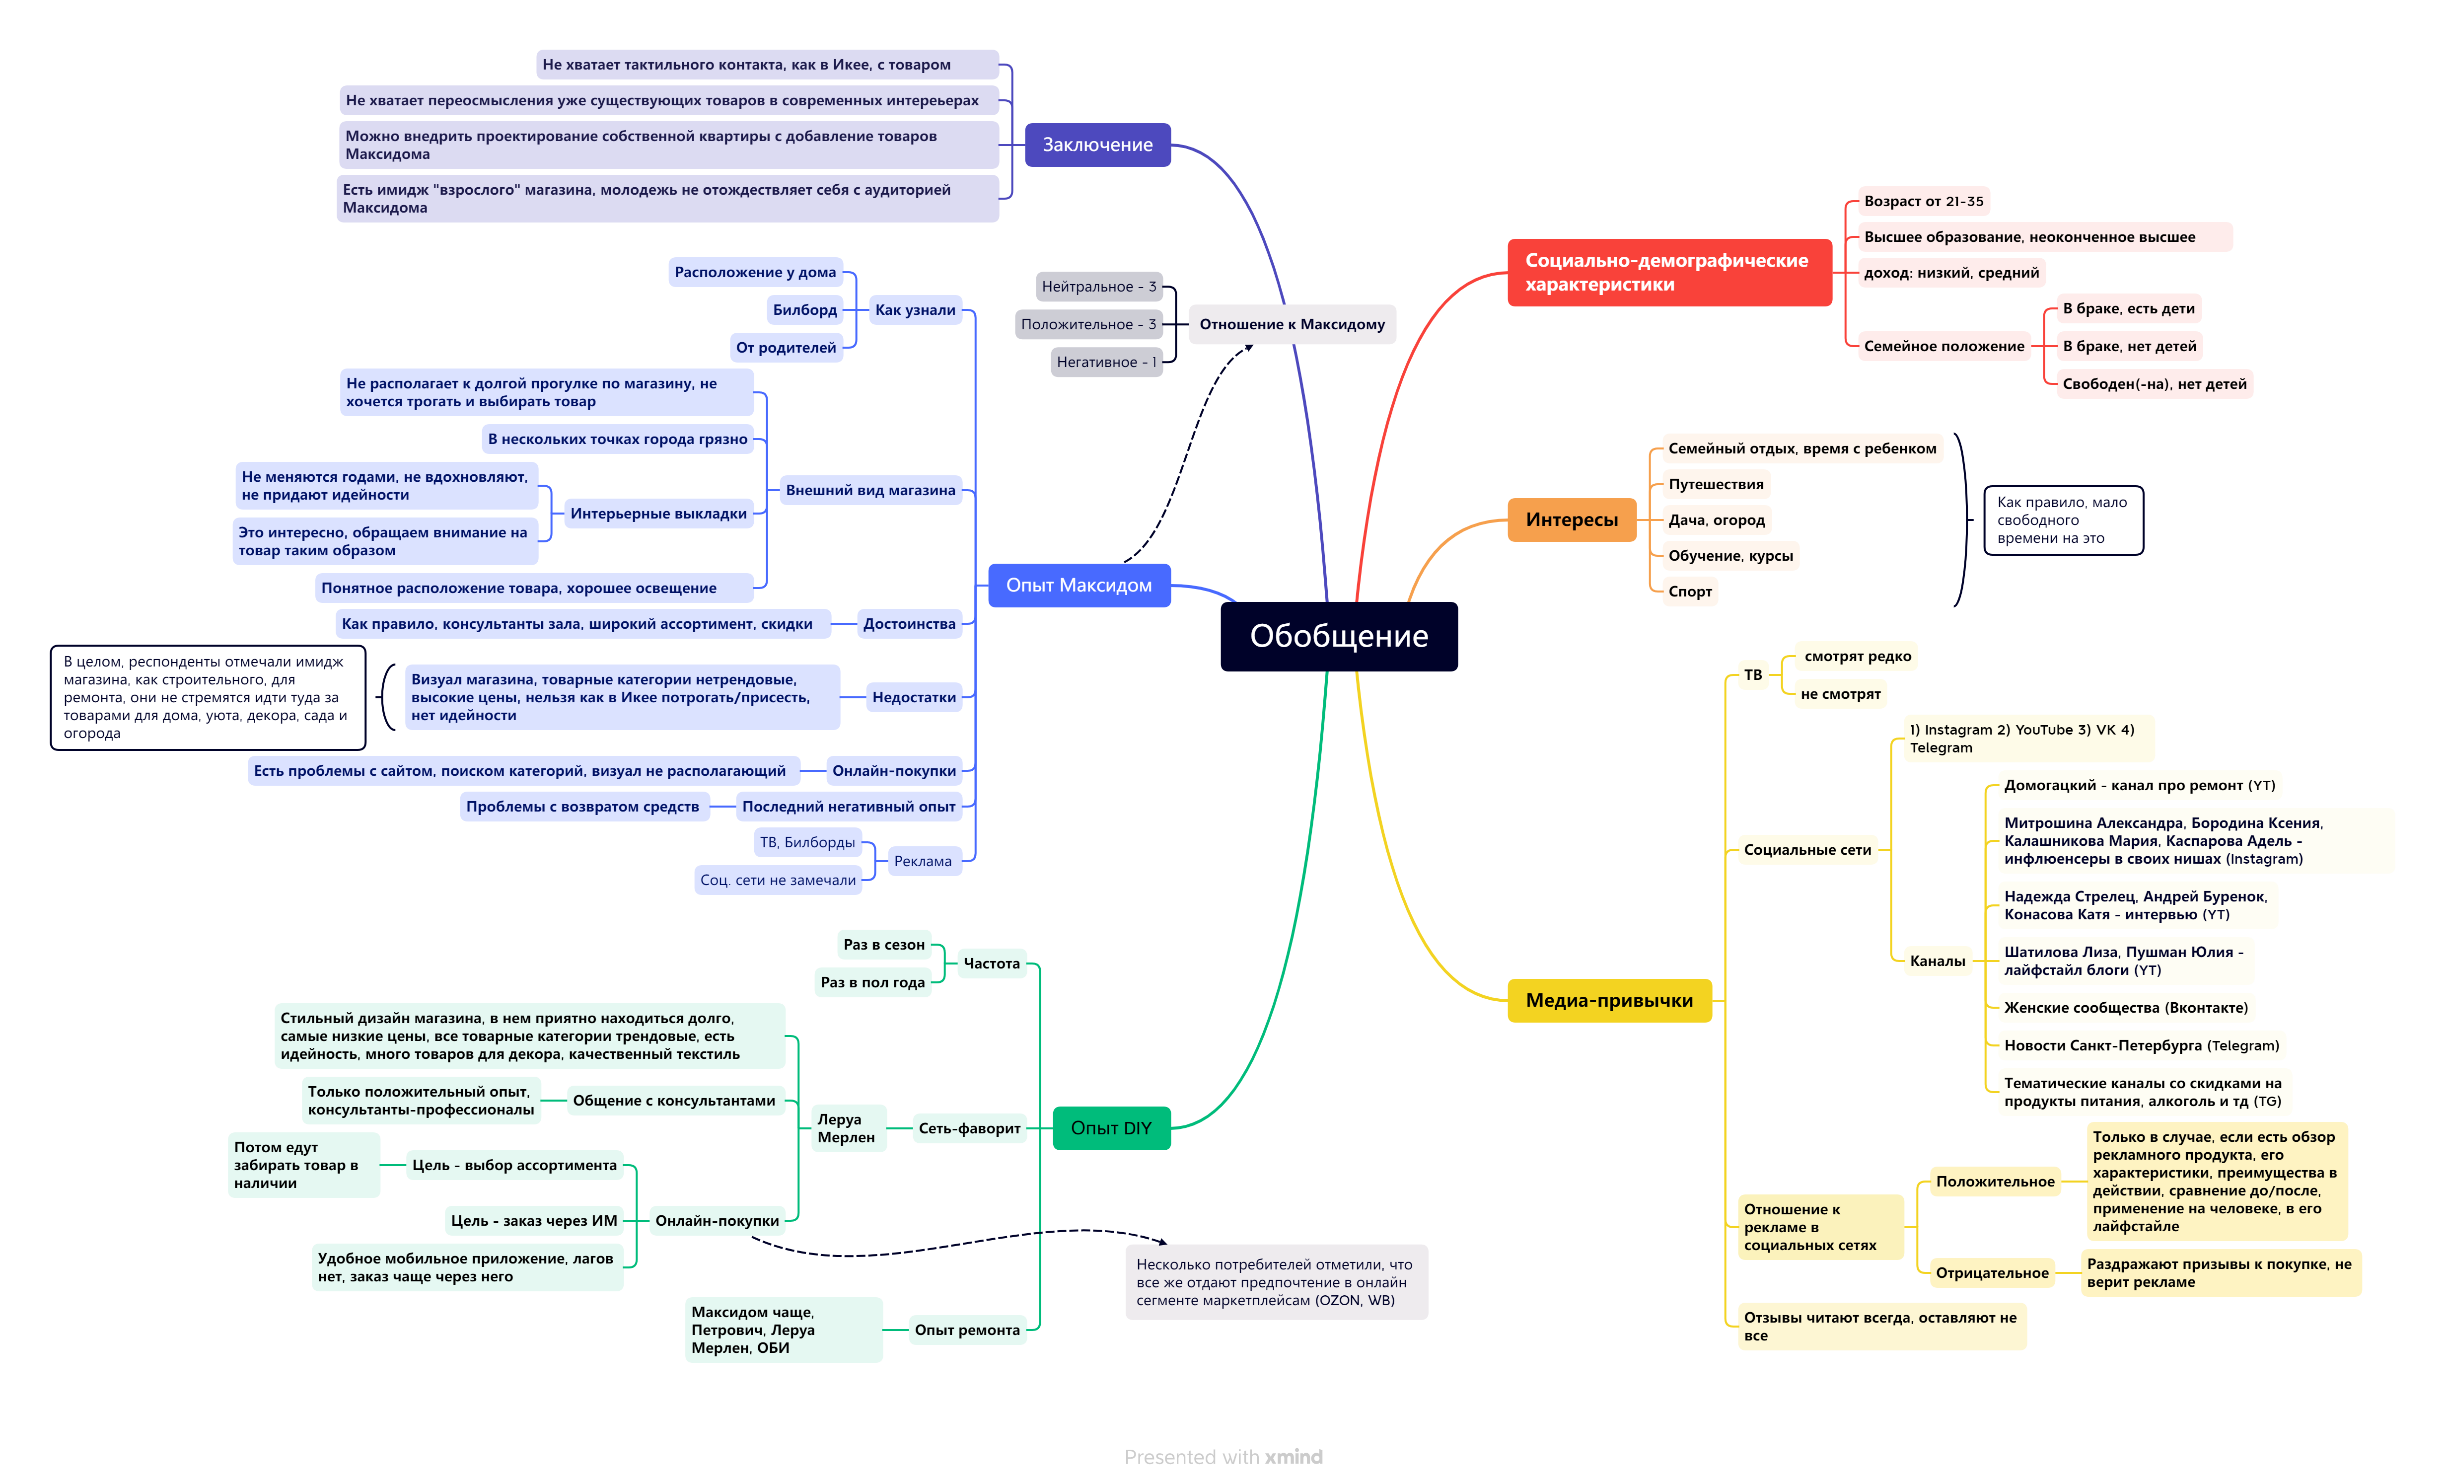 Обобщение
Социально-демографические
характеристики
Возраст от 21-35
Высшее образование, неоконченное высшее
доход: низкий, средний
Семейное положение
В браке, есть дети
В браке, нет детей
Свободен(-на), нет детей
Интересы
Семейный отдых, время с ребенком
Путешествия
Дача, огород
Обучение, курсы
Спорт
Как правило, мало
свободного
времени на это
Медиа-привычки
ТВ
смотрят редко
не смотрят
Социальные сети
1) Instagram 2) YouTube 3) VK 4)
Telegram
Каналы
Домогацкий - канал про ремонт (YT)
Митрошина Александра, Бородина Ксения,
Калашникова Мария, Каспарова Адель -
инфлюенсеры в своих нишах (Instagram)
Надежда Стрелец, Андрей Буренок,
Конасова Катя - интервью (YT)
Шатилова Лиза, Пушман Юлия -
лайфстайл блоги (YT)
Женские сообщества (Вконтакте)
Новости Санкт-Петербурга (Telegram)
Тематические каналы со скидками на
продукты питания, алкоголь и тд (TG)
Отношение к
рекламе в
социальных сетях
Положительное
Только в случае, если есть обзор
рекламного продукта, его
характеристики, преимущества в
действии, сравнение до/после,
применение на человеке, в его
лайфстайле
Отрицательное
Раздражают призывы к покупке, не
верит рекламе
Отзывы читают всегда, оставляют не
все
Заключение
Не хватает тактильного контакта, как в Икее, с товаром
Не хватает переосмысления уже существующих товаров в современных интереьерах
Можно внедрить проектирование собственной квартиры с добавление товаров
Максидома
Есть имидж "взрослого" магазина, молодежь не отождествляет себя с аудиторией
Максидома
Отношение к Максидому
Нейтральное - 3
Положительное - 3
Негативное - 1
Опыт Максидом
Как узнали
Расположение у дома
Билборд
От родителей
Внешний вид магазина
Не располагает к долгой прогулке по магазину, не
хочется трогать и выбирать товар
В нескольких точках города грязно
Интерьерные выкладки
Не меняются годами, не вдохновляют,
не придают идейности
Это интересно, обращаем внимание на
товар таким образом
Понятное расположение товара, хорошее освещение
Достоинства
Как правило, консультанты зала, широкий ассортимент, скидки
Недостатки
Визуал магазина, товарные категории нетрендовые,
высокие цены, нельзя как в Икее потрогать/присесть,
нет идейности
В целом, респонденты отмечали имидж
магазина, как строительного, для
ремонта, они не стремятся идти туда за
товарами для дома, уюта, декора, сада и
огорода
Онлайн-покупки
Есть проблемы с сайтом, поиском категорий, визуал не располагающий
Последний негативный опыт
Проблемы с возвратом средств
Реклама
ТВ, Билборды
Соц. сети не замечали
Опыт DIY
Частота
Раз в сезон
Раз в пол года
Сеть-фаворит
Леруа
Мерлен
Стильный дизайн магазина, в нем приятно находиться долго,
самые низкие цены, все товарные категории трендовые, есть
идейность, много товаров для декора, качественный текстиль
Общение с консультантами
Только положительный опыт,
консультанты-профессионалы
Онлайн-покупки
Цель - выбор ассортимента
Потом едут
забирать товар в
наличии
Цель - заказ через ИМ
Удобное мобильное приложение, лагов
нет, заказ чаще через него
Несколько потребителей отметили, что
все же отдают предпочтение в онлайн
сегменте маркетплейсам (OZON, WB)
Опыт ремонта
Максидом чаще,
Петрович, Леруа
Мерлен, ОБИ
Presented with xmind